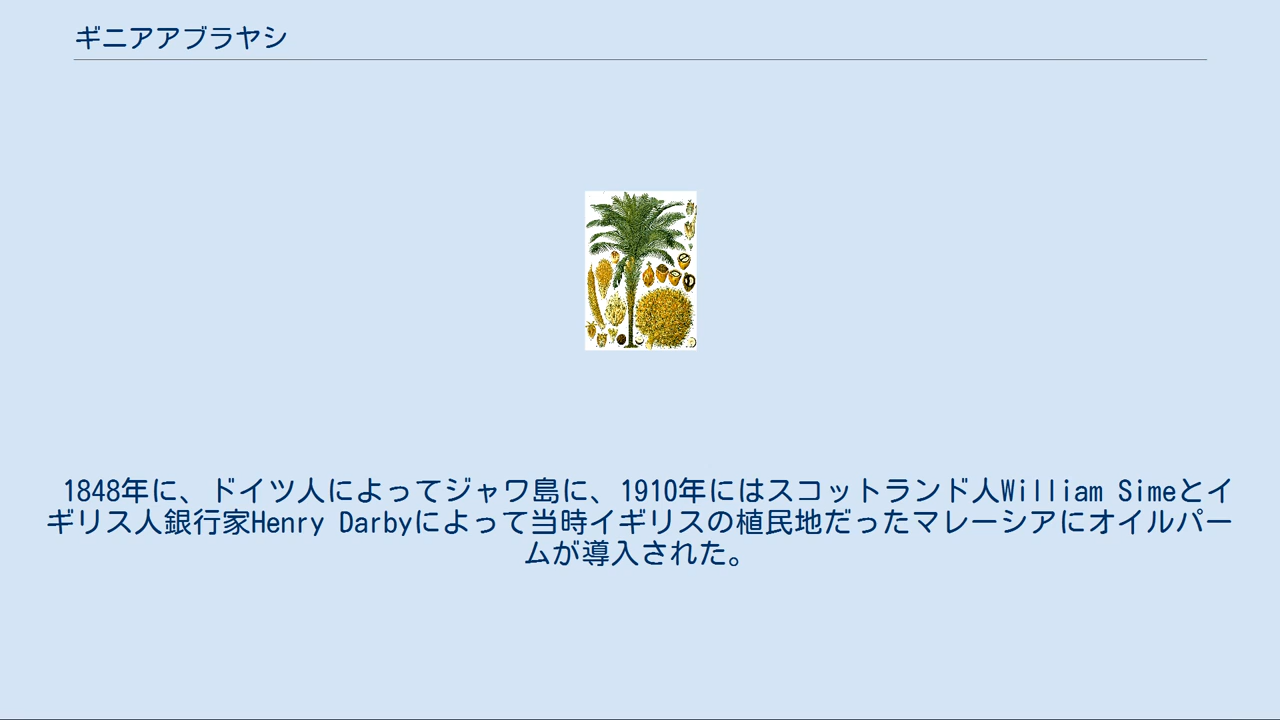 ギニアアブラヤシ
1848年に、ドイツ人によってジャワ島に、1910年にはスコットランド人William Simeとイ
ギリス人銀行家Henry Darbyによって当時イギリスの植民地だったマレーシアにオイルパー
ムが導入された。